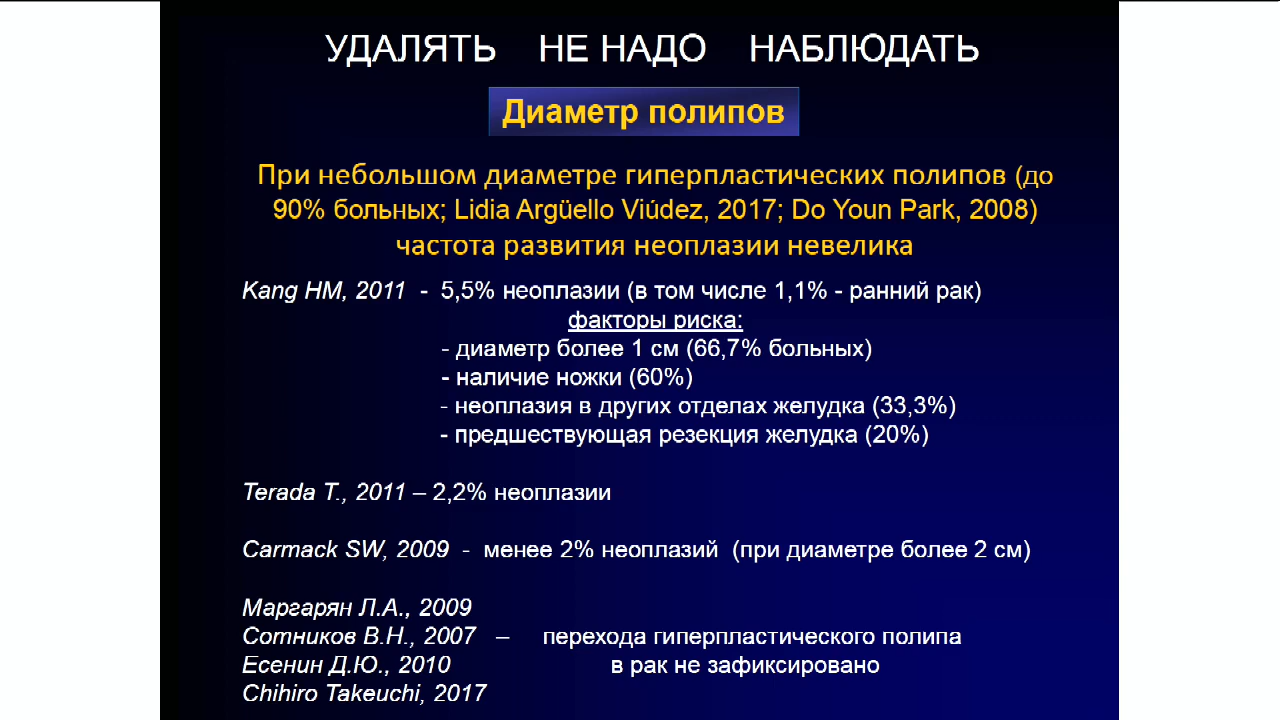 УДАЛЯТЬ НЕ НАДО НАБЛЮДАТЬ
Диаметр полипов
При небольшом диаметре гиперпластических полипов (до
90% больных; Lidia Argüello Viúdez, 2017; Do Youn Park, 2008)
частота развития неоплазии невелика
Kang HM, 2011 - 5,5% неоплазии (в том числе 1,1% - ранний рак)
факторы риска:
- диаметр более 1 см (66,7% больных)
- наличие ножки (60%)
- неоплазия в других отделах желудка (33,3%)
- предшествующая резекция желудка (20%)
Terada T., 2011 – 2,2% неоплазии
Carmack SW, 2009 - менее 2% неоплазий (при диаметре более 2 см)
Маргарян Л.А., 2009
Сотников В.Н., 2007 – перехода гиперпластического полипа
Есенин Д.Ю., 2010 в рак не зафиксировано
Chihiro Takeuchi, 2017